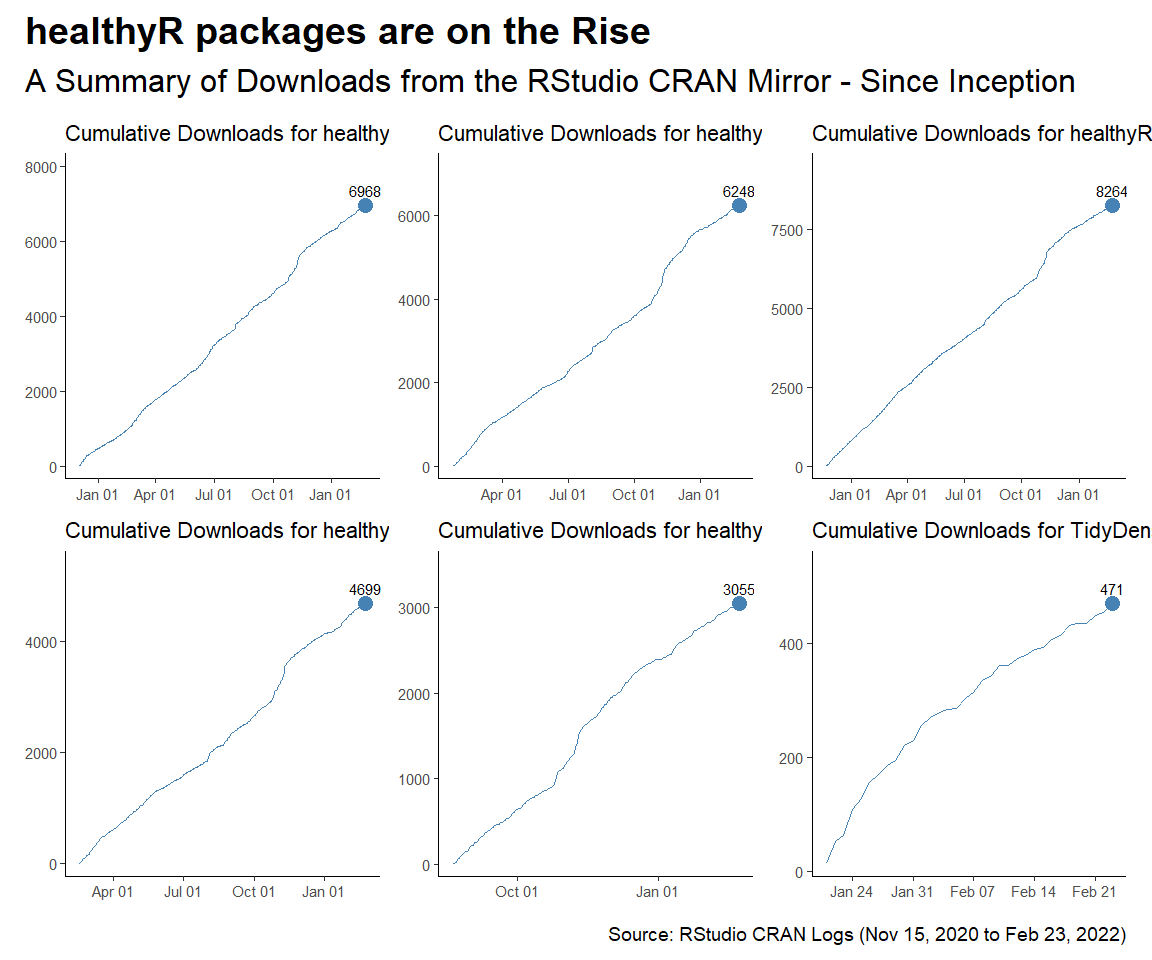 healthyR packages are on the Rise
A Summary of Downloads from the RStudio CRAN Mirror - Since Inception
Cumulative Downloads for healthy
8000
6000
4000
2000
0
6968
Jan 01 Apr 01 Jul 01 Oct 01 Jan 01
Cumulative Downloads for healthy
6000
4000
2000
0
6248
Apr 01 Jul 01 Oct 01 Jan 01
Cumulative Downloads for healthyR
7500
5000
2500
0
8264
Jan 01 Apr 01 Jul 01 Oct 01 Jan 01
Cumulative Downloads for healthy
4000
2000
0
4699
Apr 01 Jul 01 Oct 01 Jan 01
Cumulative Downloads for healthy
3000
2000
1000
0
3055
Oct 01 Jan 01
Cumulative Downloads for TidyDen
400
200
0
471
Jan 24 Jan 31 Feb 07 Feb 14 Feb 21
Source: RStudio CRAN Logs (Nov 15, 2020 to Feb 23, 2022)